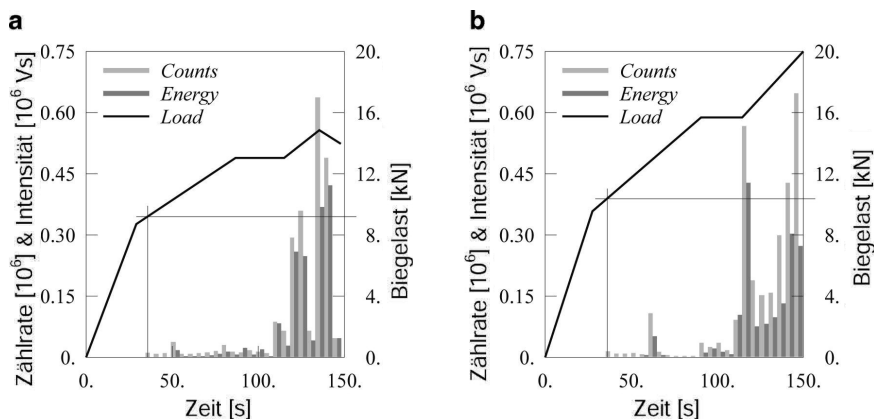 a
b
0.75
0.60
0.45
0.30
0.15
0.
20.
16.
12.
8.
4.
0.
Counts
Energy
Load
Zählrate [10⁶] & Intensität [10⁶ Vs]
Biegelast [kN]
0.
50.
100.
150.
Zeit [s]
0.75
0.60
0.45
0.30
0.15
0.
20.
16.
12.
8.
4.
0.
Counts
Energy
Load
Zählrate [10⁶] & Intensität [10⁶ Vs]
Biegelast [kN]
0.
50.
100.
150.
Zeit [s]